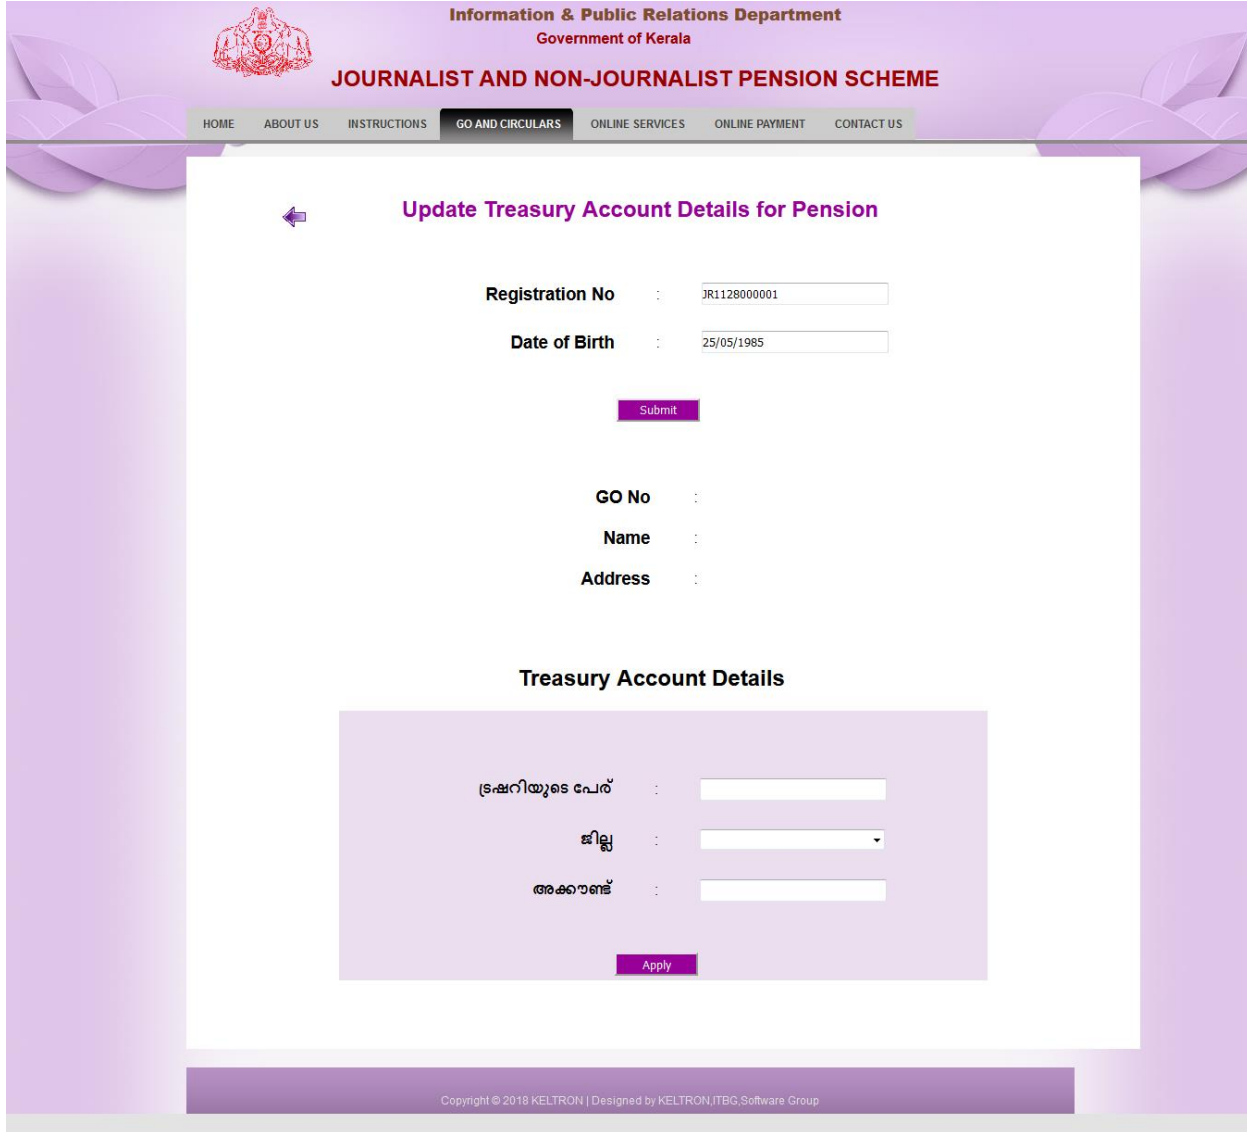 Information & Public Relations Department
Government of Kerala
JOURNALIST AND NON-JOURNALIST PENSION SCHEME
HOME ABOUT US INSTRUCTIONS GO AND CIRCULARS ONLINE SERVICES ONLINE PAYMENT CONTACT US
Update Treasury Account Details for Pension
Registration No : JR1128000001
Date of Birth : 25/05/1985
Submit
GO No :
Name :
Address :
Treasury Account Details
ട്രഷറിയുടെ പേര് :
ജില്ല :
അക്കൗണ്ട് :
Apply
Copyright © 2018 KELTRON | Designed by KELTRON,ITBG,Software Group